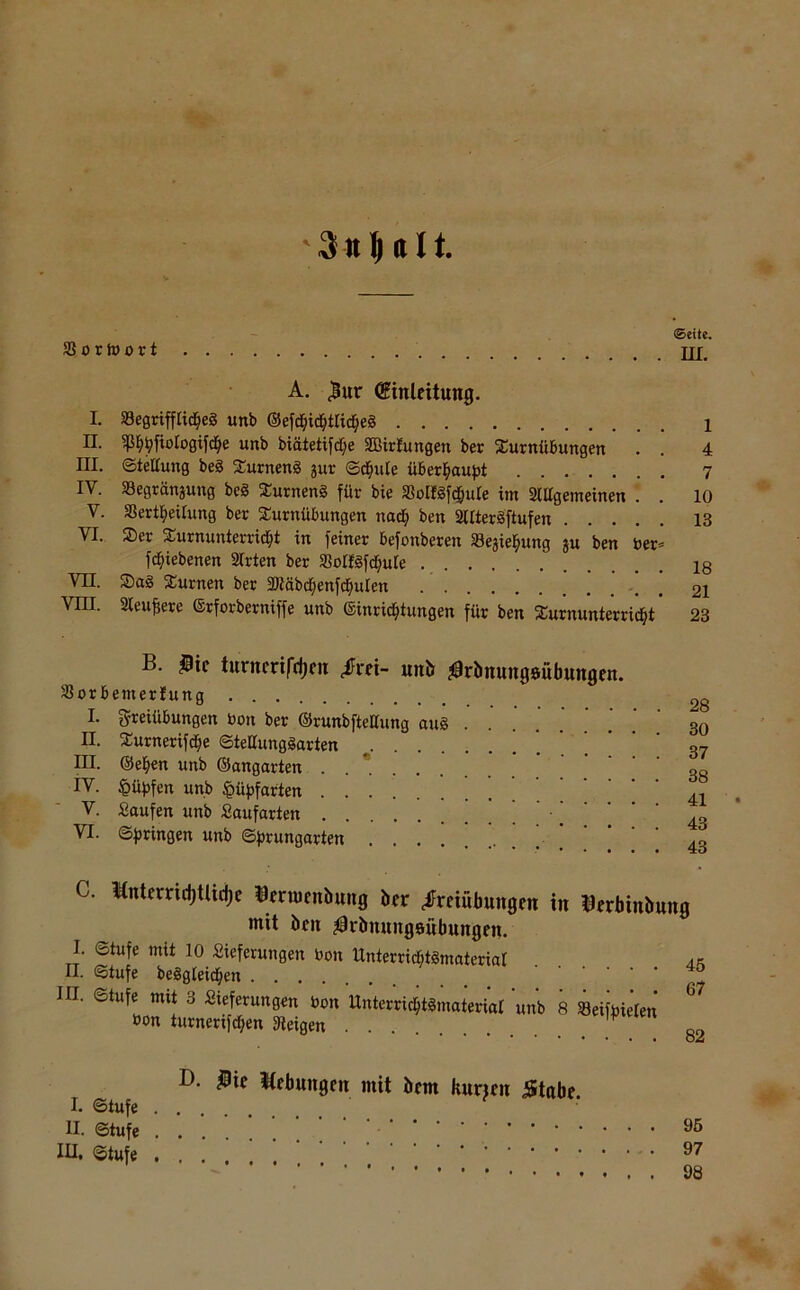 Inhalt.
Seite.
Vorwort . . . . . . . . . . . . . . . . . . . . III.
A. Zur Einleitung.
I. Begriffliches und Geschichtliches . . . . . . . . . . . . . 1
II. Physiologische und diätetische Wirkungen der Turnübungen . . 4
III. Stellung des Turnens zur Schule überhaupt . . . . . . . 7
IV. Begränzung des Turnens für die Volksschule im Allgemeinen . . 10
V. Vertheilung der Turnübungen nach den Altersstufen . . . . . 13
VI. Der Turnunterricht in seiner besonderen Beziehung zu den ver=
schiedenen Arten der Volksschule . . . . . . . . . . . 18
VII. Das Turnen der Mädchenschulen . . . . . . . . . . . 21
VIII. Aeußere Erforderniffe und Einrichtungen für den Turnunterricht 23
B. Die turnerischen Frei- und Ordnungsübungen.
Vorbemerkung . . . . . . . . . . . . . . . . . 28
I. Freiübungen von der Grundstellung aus . . . . . . . . . 30
II. Turnerische Stellungsarten . . . . . . . . . . . . . 37
III. Gehen und Gangarten . . . . . . . . . . . . . . 38
IV. Hüpfen und Hüpfarten . . . . . . . . . . . . . . 41
V. Laufen und Laufarten . . . . . . . . . . . . . . 43
VI. Springen und Sprungarten . . . . . . . . . . . . . 43
C. Unterrichtliche Verwendung der Freiübungen in Verbindung
mit den Ordnungsübungen.
I. Stufe mit 10 Lieferungen von Unterrichtsmaterial . . . . . 45
II. Stufe desgleichen . . . . . . . . . . . . . . . . 67
III. Stufe mit 3 Lieferungen von Unterrichtsmaterial und 8 Beispielen
von turnerischen Reigen . . . . . . . . . . . . . . 82
D. Die Uebungen mit dem kurzen Stabe.
I. Stufe . . . . . . . . . . . . . . . . . . . . 95
II. Stufe . . . . . . . . . . . . . . . . . . . . 97
III. Stufe . . . . . . . . . . . . . . . . . . . . 98